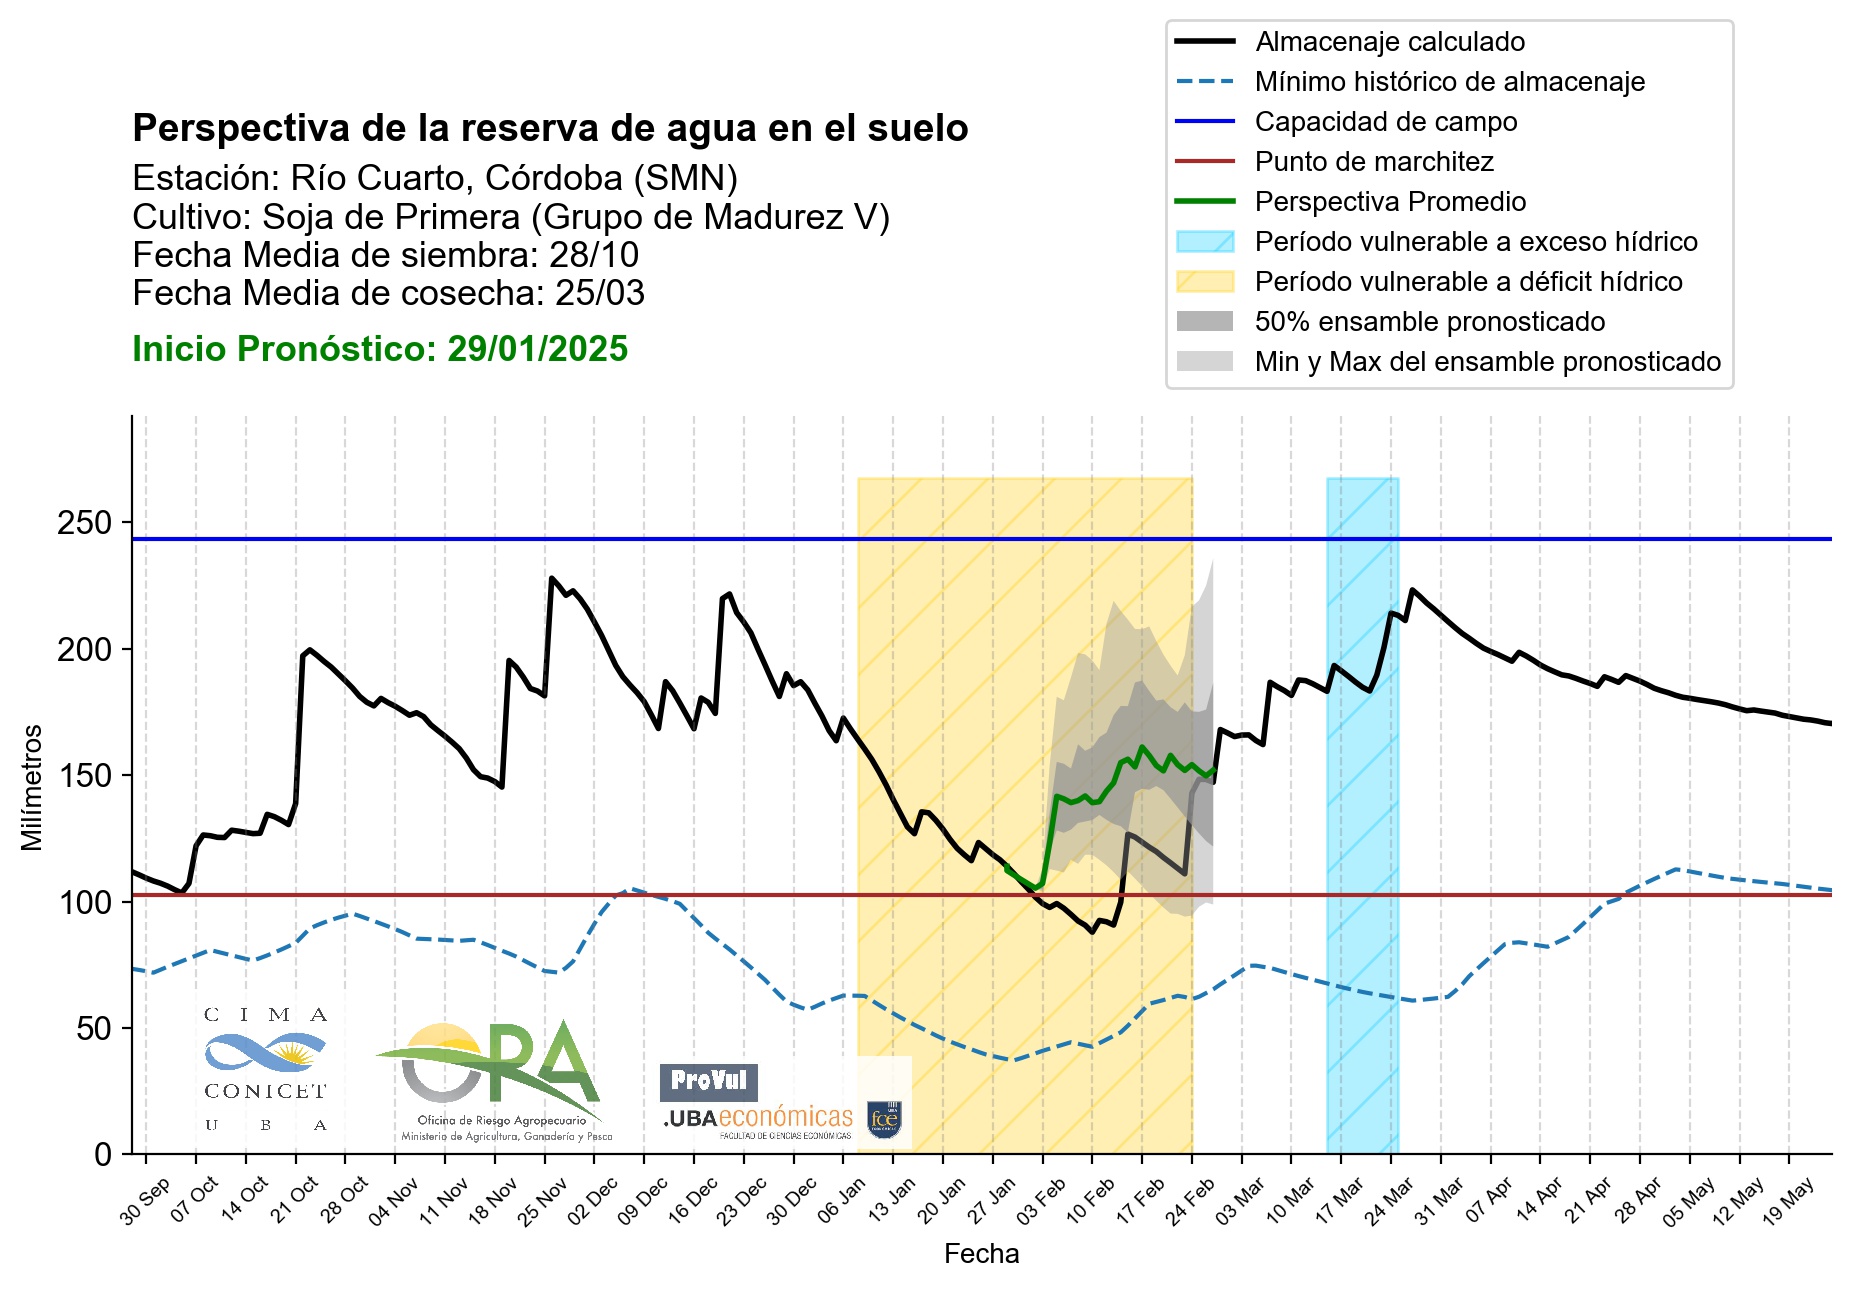 Almacenaje calculado
Mínimo histórico de almacenaje
Capacidad de campo
Punto de marchitez
Perspectiva Promedio
Período vulnerable a exceso hídrico
Período vulnerable a déficit hídrico
50% ensamble pronosticado
Min y Max del ensamble pronosticado
Perspectiva de la reserva de agua en el suelo
Estación: Río Cuarto, Córdoba (SMN)
Cultivo: Soja de Primera (Grupo de Madurez V)
Fecha Media de siembra: 28/10
Fecha Media de cosecha: 25/03
Inicio Pronóstico: 29/01/2025
Milímetros
250
200
150
100
50
0
C I M A
CONICET
U B A
ORA
Oficina de Riesgo Agropecuario
Ministerio de Agricultura, Ganadería y Pesca
ProVul
.UBAeconómicas
FACULTAD DE CIENCIAS ECONÓMICAS
fce
30 Sep
07 Oct
14 Oct
21 Oct
28 Oct
04 Nov
11 Nov
18 Nov
25 Nov
02 Dec
09 Dec
16 Dec
23 Dec
30 Dec
06 Jan
13 Jan
20 Jan
27 Jan
03 Feb
10 Feb
17 Feb
24 Feb
03 Mar
10 Mar
17 Mar
24 Mar
31 Mar
07 Apr
14 Apr
21 Apr
28 Apr
05 May
12 May
19 May
Fecha